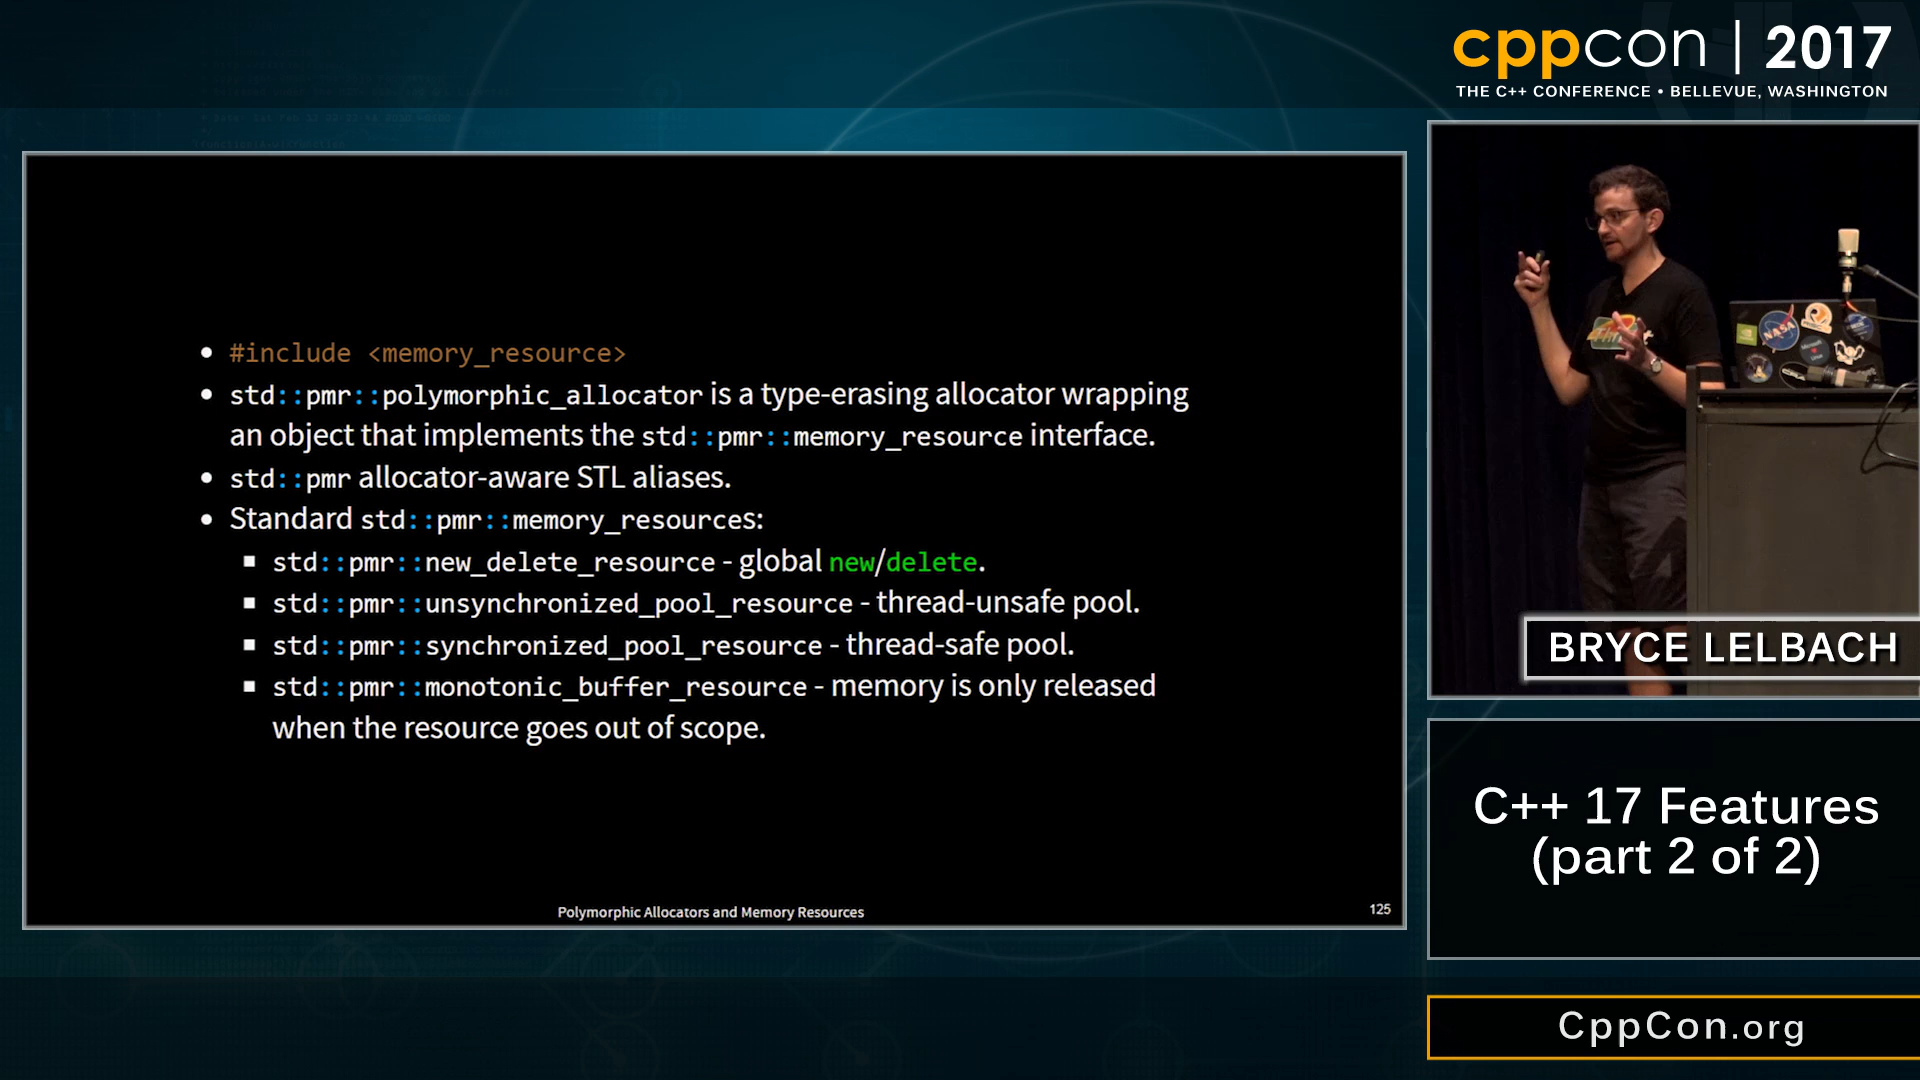 cppcon | 2017
THE C++ CONFERENCE • BELLEVUE, WASHINGTON
• #include <memory_resource>
• std::pmr::polymorphic_allocator is a type-erasing allocator wrapping
an object that implements the std::pmr::memory_resource interface.
• std::pmr allocator-aware STL aliases.
• Standard std::pmr::memory_resources:
▪ std::pmr::new_delete_resource - global new/delete.
▪ std::pmr::unsynchronized_pool_resource - thread-unsafe pool.
▪ std::pmr::synchronized_pool_resource - thread-safe pool.
▪ std::pmr::monotonic_buffer_resource - memory is only released
when the resource goes out of scope.
Polymorphic Allocators and Memory Resources
125
NASA
BRYCE LELBACH
C++ 17 Features
(part 2 of 2)
CppCon.org